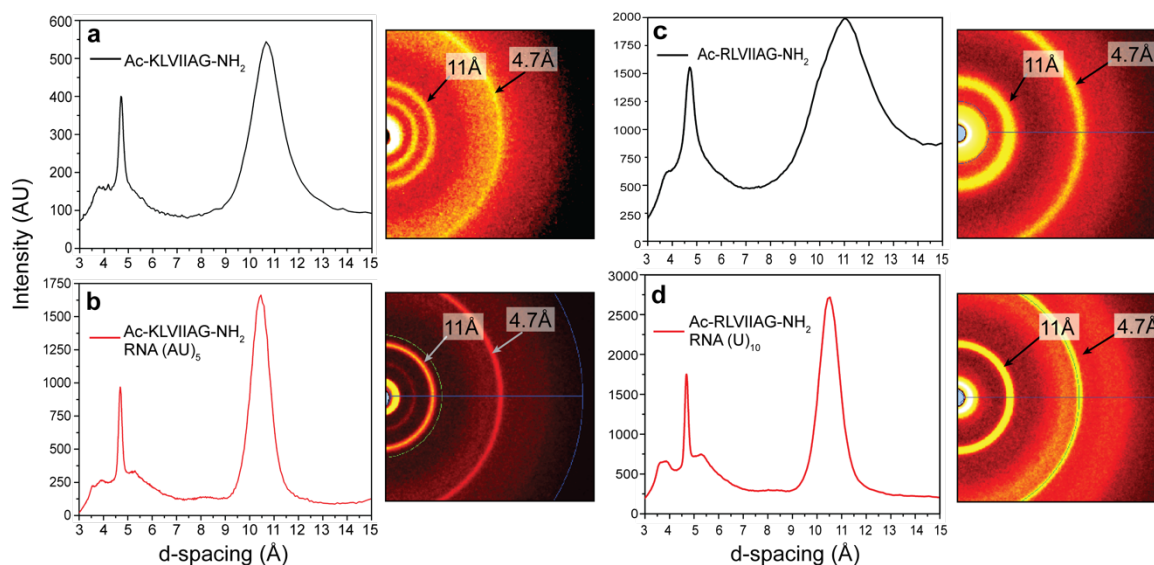 a
Ac-KLVIIAG-NH₂
600
500
400
300
200
100
0
3 4 5 6 7 8 9 10 11 12 13 14 15
11Å
4.7Å
c
Ac-RLVIIAG-NH₂
2000
1750
1500
1250
1000
750
500
250
3 4 5 6 7 8 9 10 11 12 13 14 15
11Å
4.7Å
Intensity (AU)
b
Ac-KLVIIAG-NH₂
RNA (AU)₅
1750
1500
1250
1000
750
500
250
0
3 4 5 6 7 8 9 10 11 12 13 14 15
d-spacing (Å)
11Å
4.7Å
d
Ac-RLVIIAG-NH₂
RNA (U)₁₀
3000
2500
2000
1500
1000
500
0
3 4 5 6 7 8 9 10 11 12 13 14 15
d-spacing (Å)
11Å
4.7Å